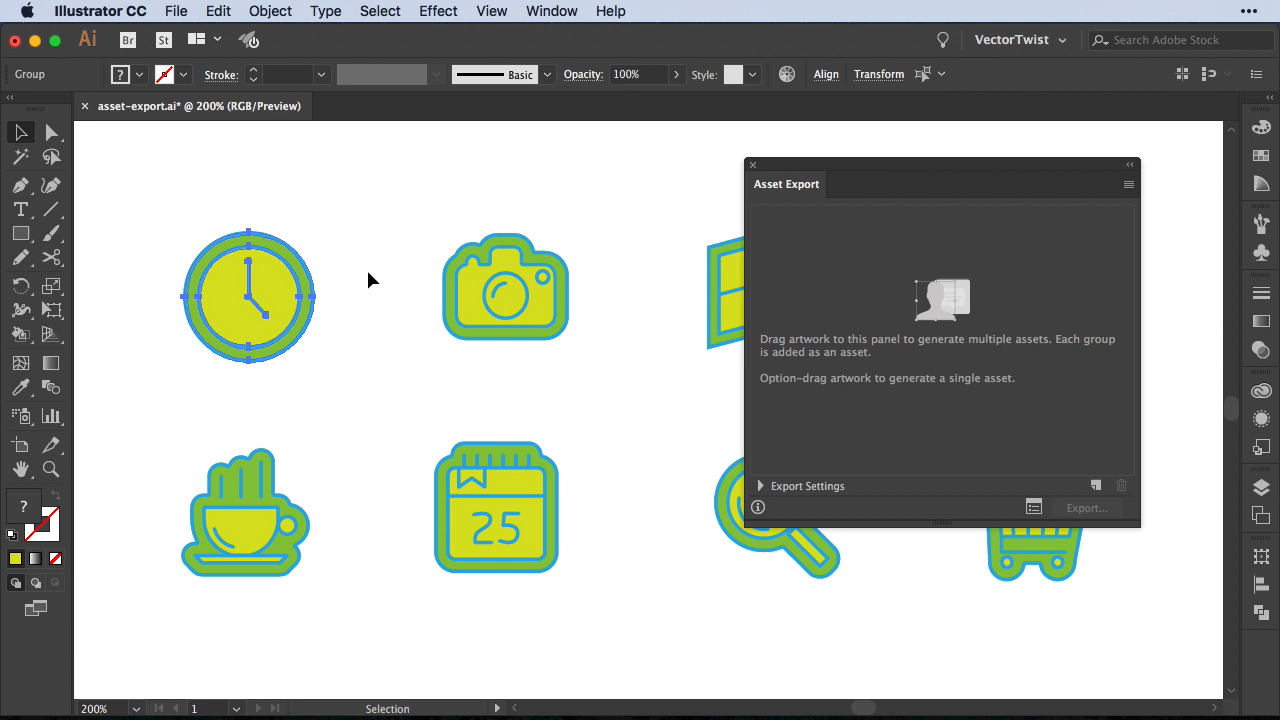 Illustrator CC File Edit Object Type Select Effect View Window Help
Ai Br St VectorTwist Search Adobe Stock
Group ? Stroke: Basic Opacity: 100% Style: Align Transform
asset-export.ai* @ 200% (RGB/Preview)
Asset Export
Drag artwork to this panel to generate multiple assets. Each group
is added as an asset.
Option-drag artwork to generate a single asset.
Export Settings
Export...
?
25
200% 1 Selection